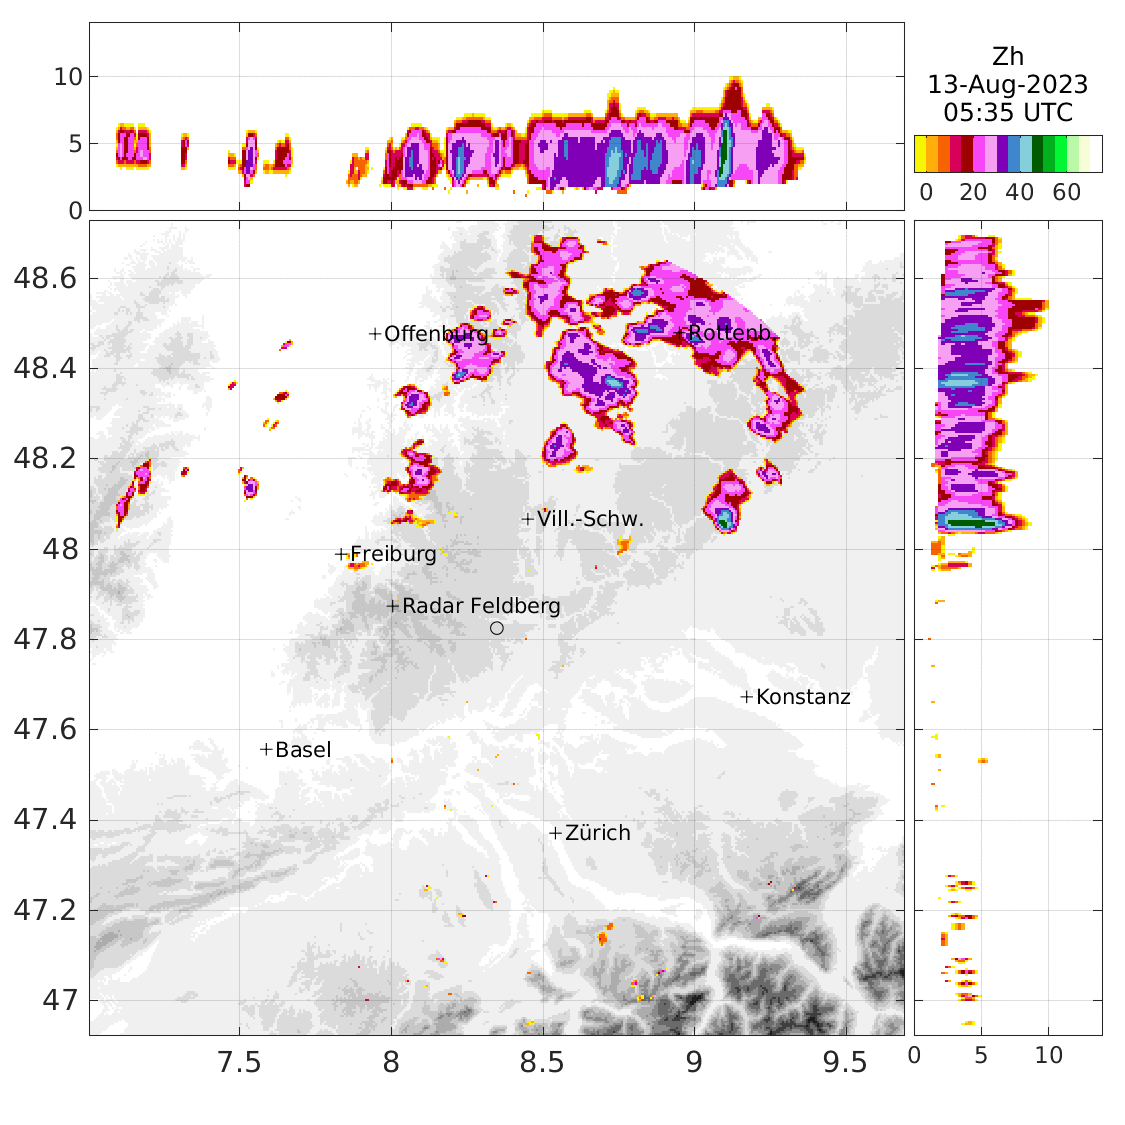 10
5
0
Zh
13-Aug-2023
05:35 UTC
0 20 40 60
48.6
48.4
48.2
48
47.8
47.6
47.4
47.2
47
+Offenburg
+Rottenb.
+Vill.-Schw.
+Freiburg
+Radar Feldberg
+Konstanz
+Basel
+Zürich
7.5 8 8.5 9 9.5
0 5 10